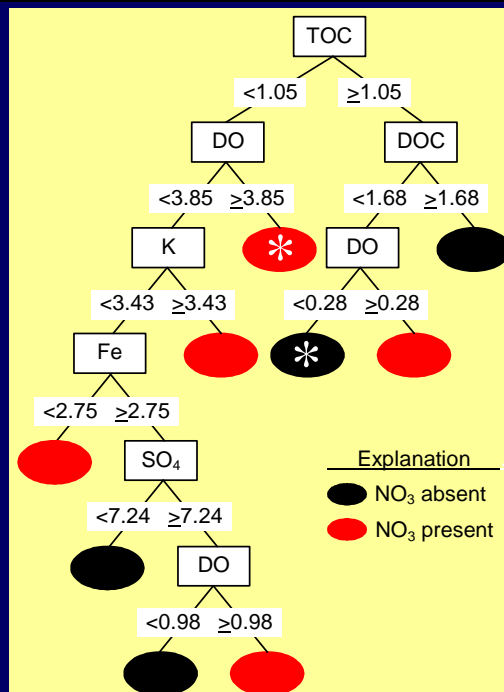 TOC
<1.05 ≥1.05
DO DOC
<3.85 ≥3.85 <1.68 ≥1.68
K * DO
<3.43 ≥3.43 <0.28 ≥0.28
Fe *
<2.75 ≥2.75
SO₄
Explanation
NO₃ absent
<7.24 ≥7.24
NO₃ present
DO
<0.98 ≥0.98